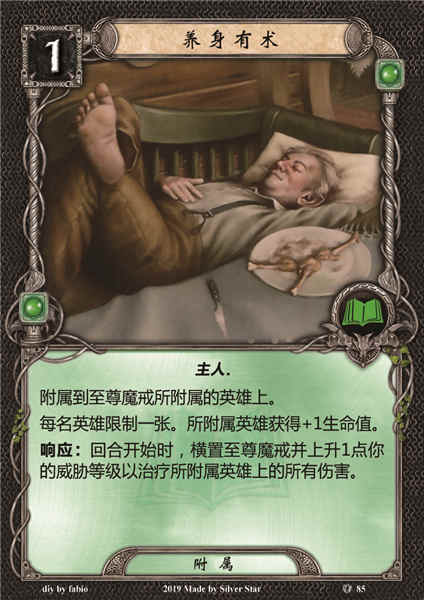 养身有术
1
主人.
附属到至尊魔戒所附属的英雄上。
每名英雄限制一张。所附属英雄获得+1生命值。
响应：回合开始时，横置至尊魔戒并上升1点你
的威胁等级以治疗所附属英雄上的所有伤害。
附属
diy by fabio
2019 Made by Silver Star
85